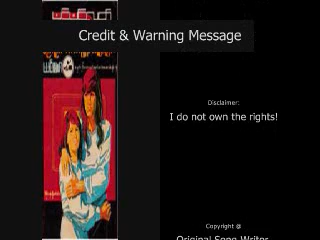 Credit & Warning Message
Disclaimer:
I do not own the rights!
Copyright @
Original Song Writer